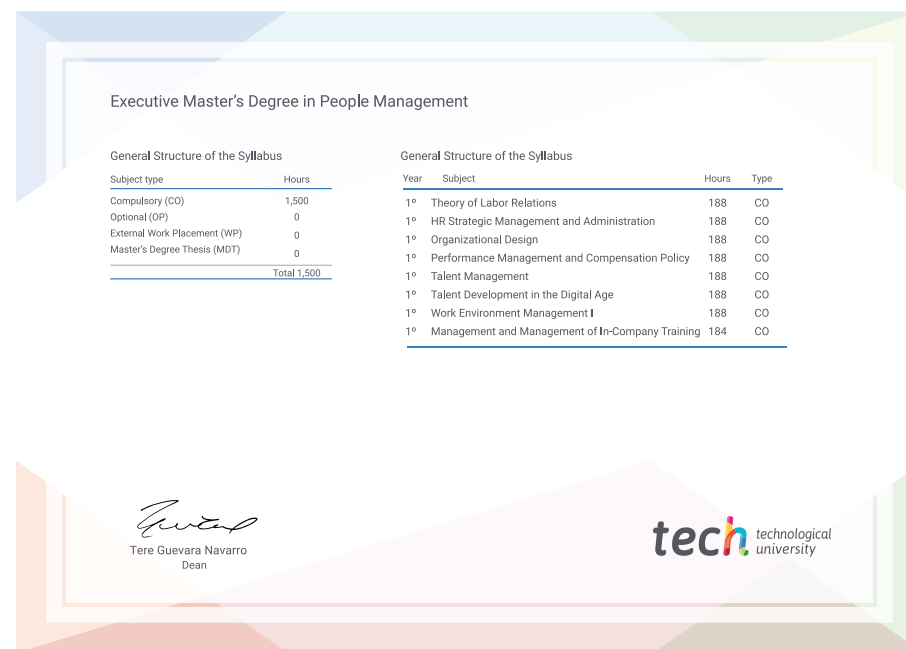 Executive Master's Degree in People Management
General Structure of the Syllabus
Subject type Hours
Compulsory (CO) 1,500
Optional (OP) 0
External Work Placement (WP) 0
Master's Degree Thesis (MDT) 0
Total 1,500
General Structure of the Syllabus
Year Subject Hours Type
1º Theory of Labor Relations 188 CO
1º HR Strategic Management and Administration 188 CO
1º Organizational Design 188 CO
1º Performance Management and Compensation Policy 188 CO
1º Talent Management 188 CO
1º Talent Development in the Digital Age 188 CO
1º Work Environment Management I 188 CO
1º Management and Management of In-Company Training 184 CO
Tere Guevara Navarro
Dean
tech technological
university